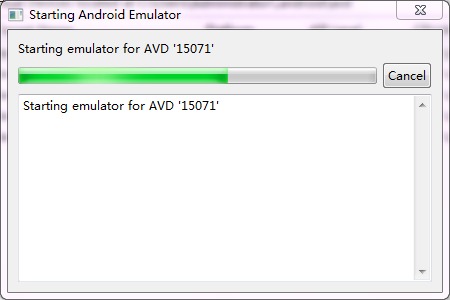 Starting Android Emulator
Starting emulator for AVD '15071'
Cancel
Starting emulator for AVD '15071'